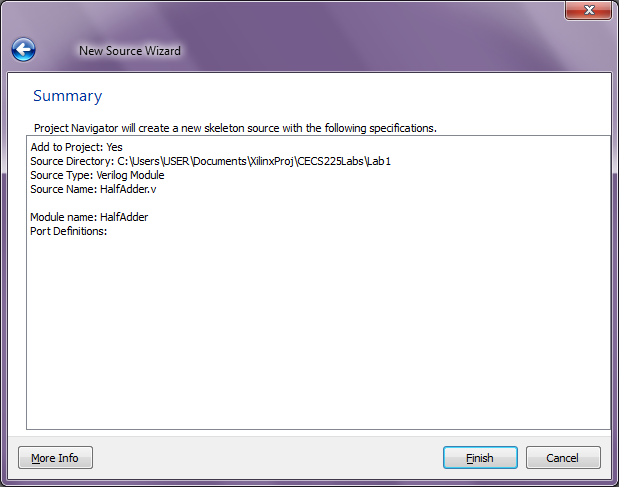 New Source Wizard
Summary
Project Navigator will create a new skeleton source with the following specifications.
Add to Project: Yes
Source Directory: C:\Users\USER\Documents\XilinxProj\CECS225Labs\Lab1
Source Type: Verilog Module
Source Name: HalfAdder.v
Module name: HalfAdder
Port Definitions:
More Info
Finish
Cancel